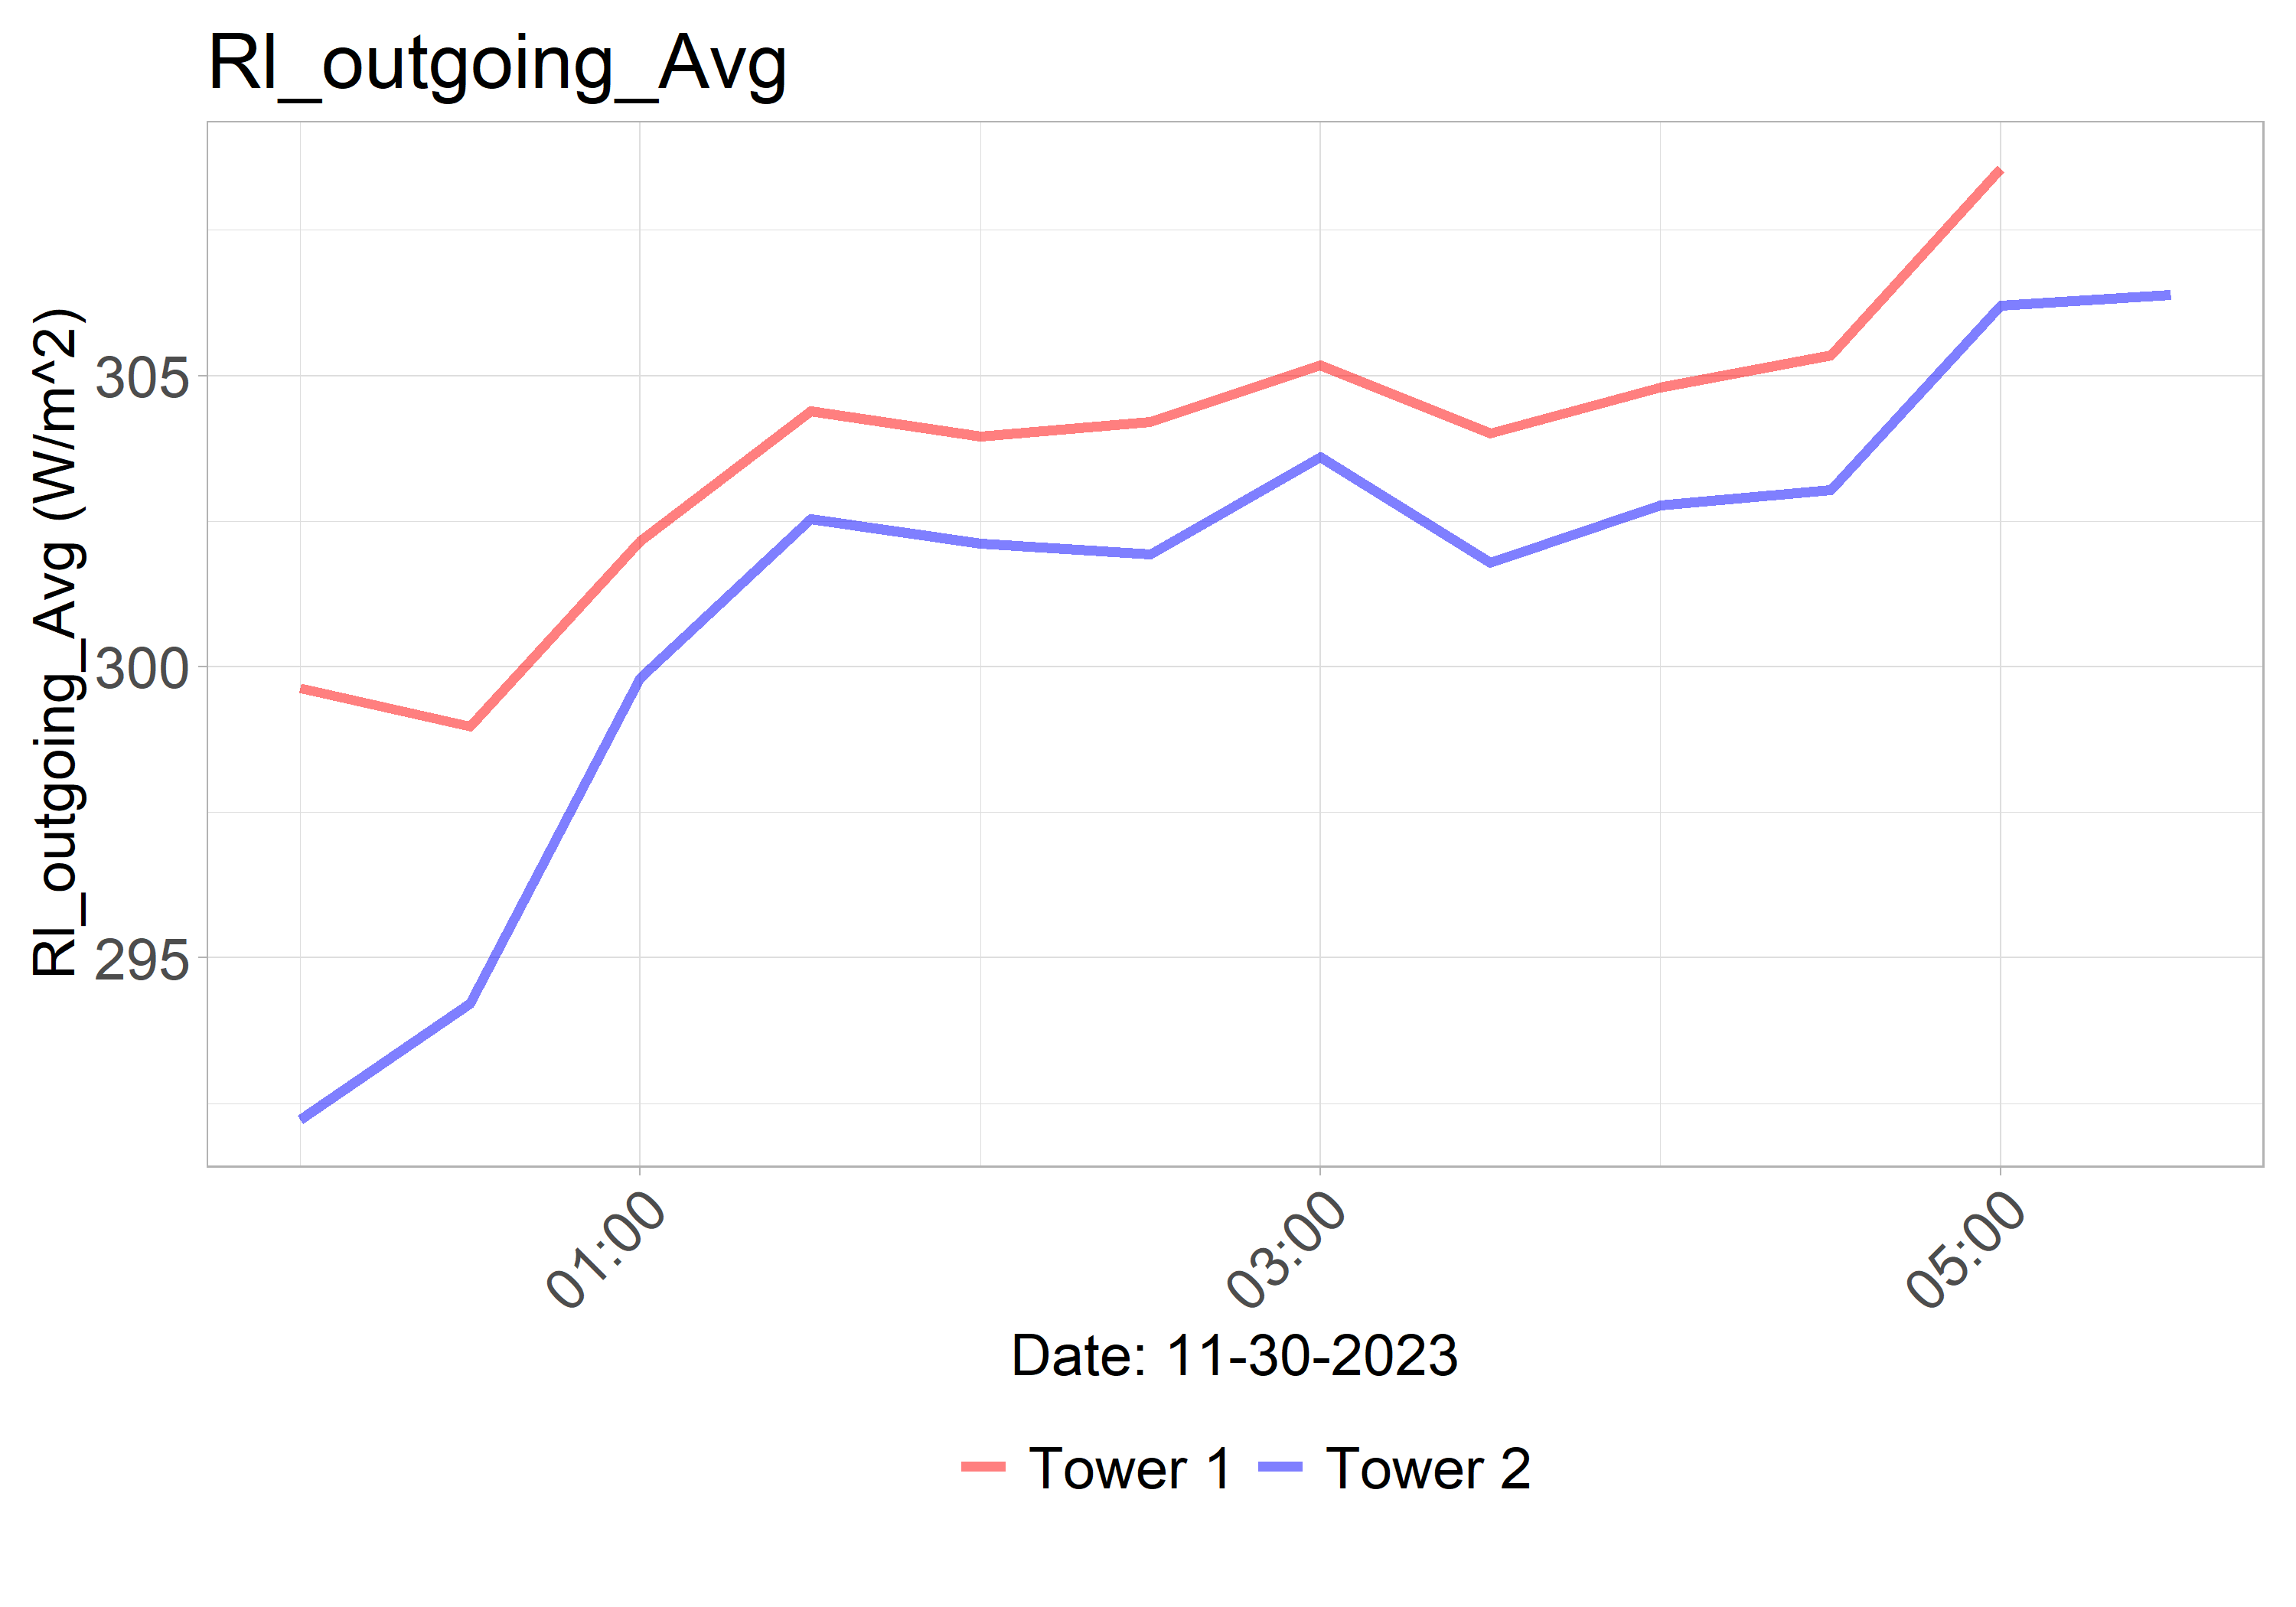 Rl_outgoing_Avg
Rl_outgoing_Avg (W/m^2)
305
300
295
01:00
03:00
05:00
Date: 11-30-2023
Tower 1
Tower 2